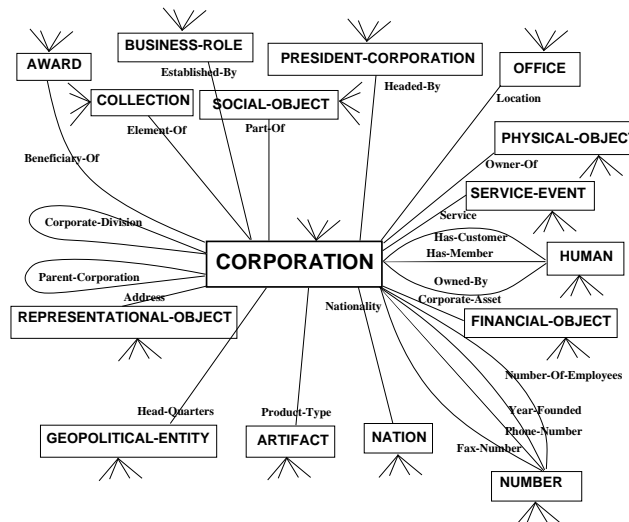 BUSINESS-ROLE
AWARD
PRESIDENT-CORPORATION
OFFICE
Established-By
Headed-By
COLLECTION
SOCIAL-OBJECT
Location
Element-Of
Part-Of
PHYSICAL-OBJECT
Beneficiary-Of
Owner-Of
SERVICE-EVENT
Service
Corporate-Division
Has-Customer
Has-Member
HUMAN
CORPORATION
Parent-Corporation
Owned-By
Address
Nationality
Corporate-Asset
REPRESENTATIONAL-OBJECT
FINANCIAL-OBJECT
Number-Of-Employees
Head-Quarters
Product-Type
Year-Founded
Phone-Number
GEOPOLITICAL-ENTITY
ARTIFACT
NATION
Fax-Number
NUMBER